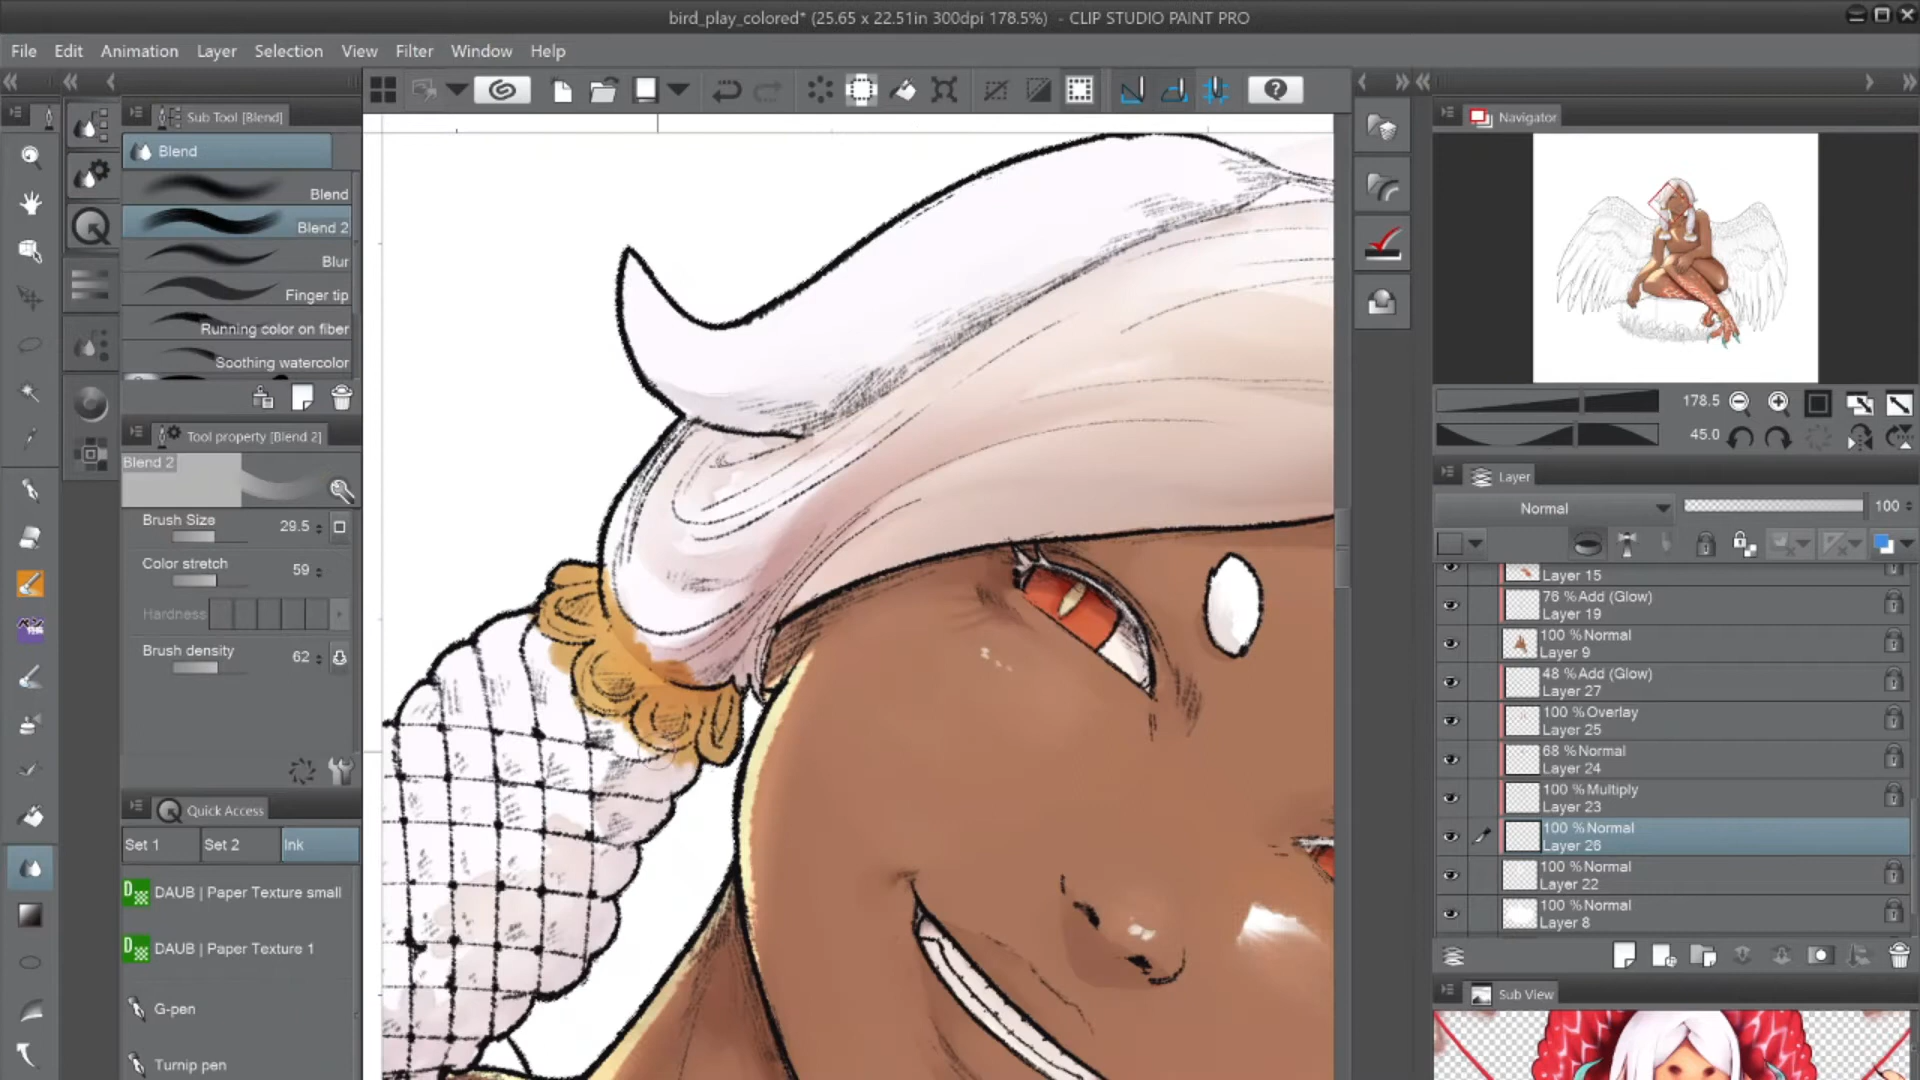 bird_play_colored* (25.65 x 22.51in 300dpi 178.5%) - CLIP STUDIO PAINT PRO
File Edit Animation Layer Selection View Filter Window Help
Sub Tool [Blend]
Blend
Blend
Blend 2
Blur
Finger tip
Running color on fiber
Soothing watercolor
Tool property [Blend 2]
Blend 2
Brush Size 29.5
Color stretch 59
Hardness
Brush density 62
Quick Access
Set 1 Set 2 Ink
DAUB | Paper Texture small
DAUB | Paper Texture 1
G-pen
Turnip pen
Navigator
178.5
45.0
Layer
Normal 100
Layer 15
76 %Add (Glow)
Layer 19
100 %Normal
Layer 9
48 %Add (Glow)
Layer 27
100 %Overlay
Layer 25
68 %Normal
Layer 24
100 %Multiply
Layer 23
100 %Normal
Layer 26
100 %Normal
Layer 22
100 %Normal
Layer 8
Sub View